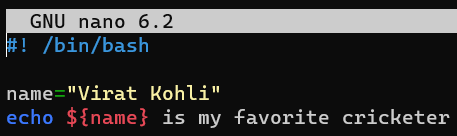 GNU nano 6.2
#! /bin/bash
name="Virat Kohli"
echo ${name} is my favorite cricketer